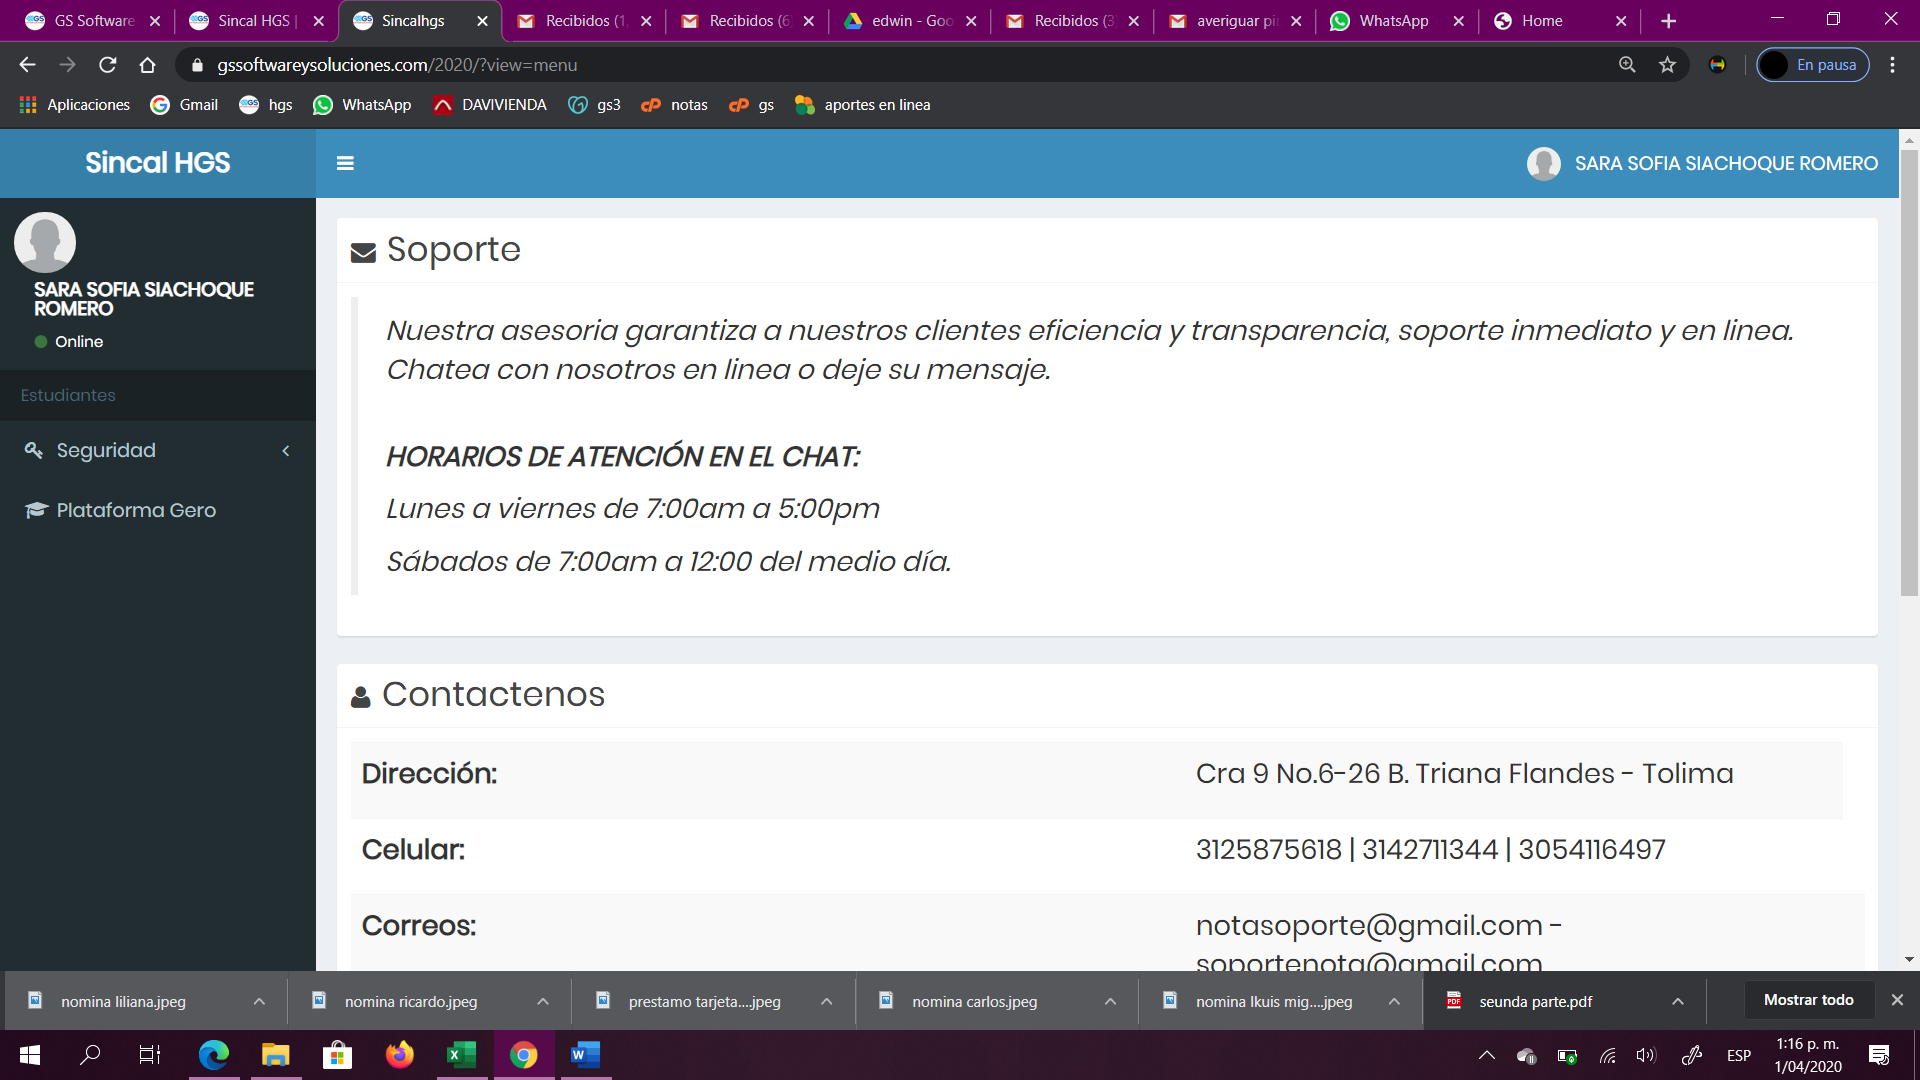 GS Software
Sincal HGS |
Sincalhgs
Recibidos (1
Recibidos (6)
edwin - Goo
Recibidos (3)
averiguar pi
WhatsApp
Home
gssoftwareysoluciones.com/2020/?view=menu
En pausa
Aplicaciones
Gmail
hgs
WhatsApp
DAVIVIENDA
gs3
notas
gs
aportes en linea
Sincal HGS
SARA SOFIA SIACHOQUE ROMERO
SARA SOFIA SIACHOQUE
ROMERO
Online
Estudiantes
Seguridad
Plataforma Gero
Soporte
Nuestra asesoria garantiza a nuestros clientes eficiencia y transparencia, soporte inmediato y en linea.
Chatea con nosotros en linea o deje su mensaje.
HORARIOS DE ATENCIÓN EN EL CHAT:
Lunes a viernes de 7:00am a 5:00pm
Sábados de 7:00am a 12:00 del medio día.
Contactenos
Dirección:
Cra 9 No.6-26 B. Triana Flandes - Tolima
Celular:
3125875618 | 3142711344 | 3054116497
Correos:
notasoporte@gmail.com -
soportenota@gmail.com
nomina liliana.jpeg
nomina ricardo.jpeg
prestamo tarjeta....jpeg
nomina carlos.jpeg
nomina lkuis mig....jpeg
seunda parte.pdf
Mostrar todo
ESP
1:16 p. m.
1/04/2020